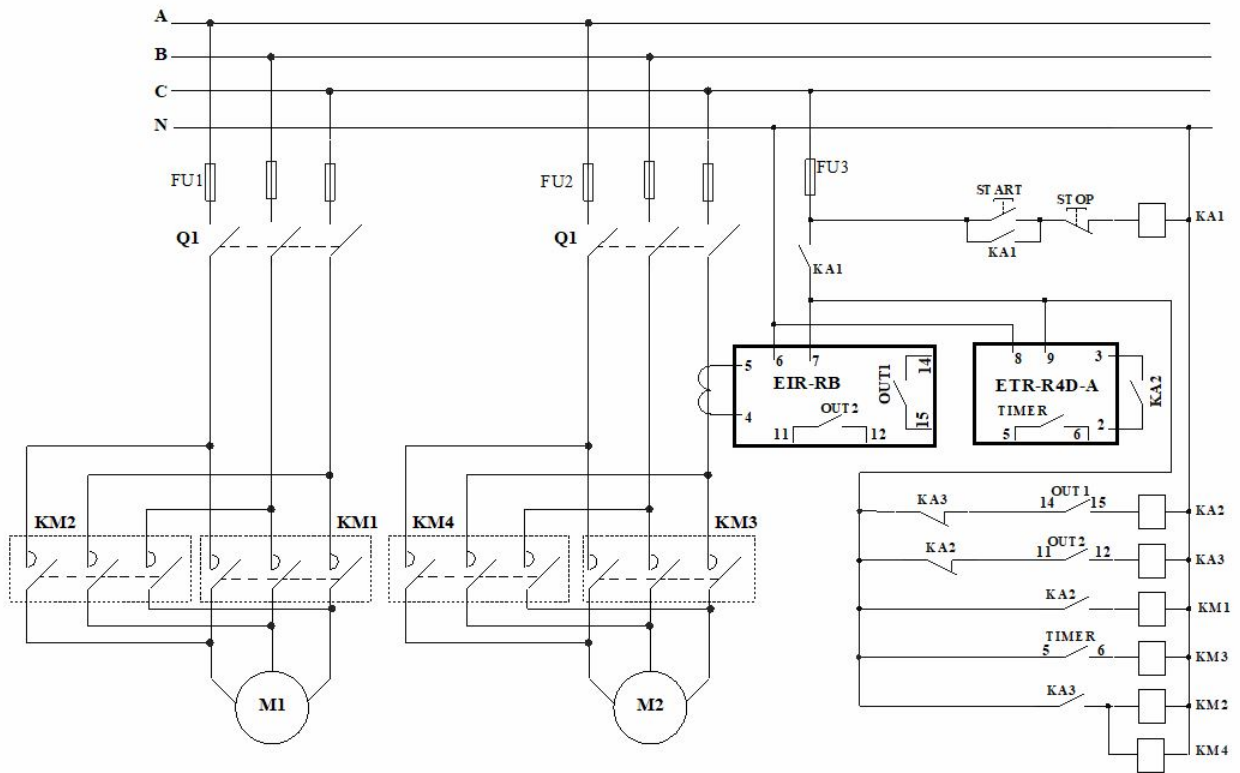 A
B
C
N
FU1
FU2
FU3
START
STOP
KA1
KA1
Q1
Q1
KA1
5
6
7
14
EIR-RB
OUT1
OUT2
4
11
12
15
8
9
3
ETR-R4D-A
KA2
TIMER
5
6
2
KM2
KM1
KM4
KM3
KA3
14
OUT1
15
KA2
KA2
11
OUT2
12
KA3
KA2
KM1
TIMER
5
6
KM3
KA3
KM2
KM4
M1
M2